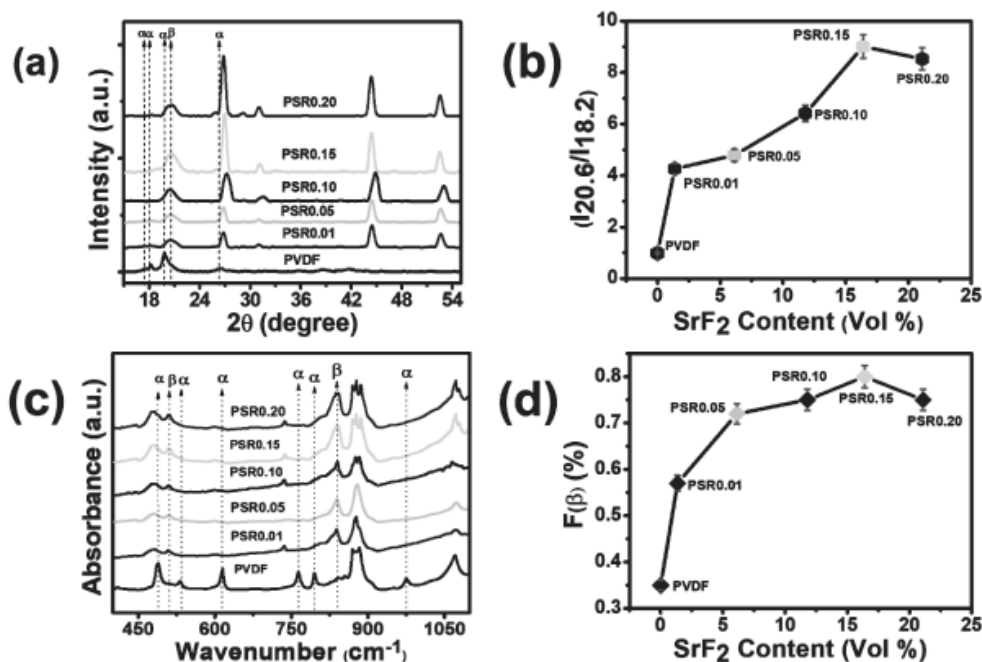 (a)
α α α β α
PSR0.20
PSR0.15
PSR0.10
PSR0.05
PSR0.01
PVDF
Intensity (a.u.)
18 24 30 36 42 48 54
2θ (degree)
(b)
10
8
6
4
2
0
PSR0.15
PSR0.20
PSR0.10
PSR0.05
PSR0.01
PVDF
(I20.6/I18.2)
0 5 10 15 20 25
SrF2 Content (Vol %)
(c)
α β α α α α β α
PSR0.20
PSR0.15
PSR0.10
PSR0.05
PSR0.01
PVDF
Absorbance (a.u.)
450 600 750 900 1050
Wavenumber (cm-1)
(d)
0.8
0.7
0.6
0.5
0.4
0.3
PSR0.10
PSR0.05
PSR0.15
PSR0.20
PSR0.01
PVDF
F(β) (%)
0 5 10 15 20 25
SrF2 Content (Vol %)